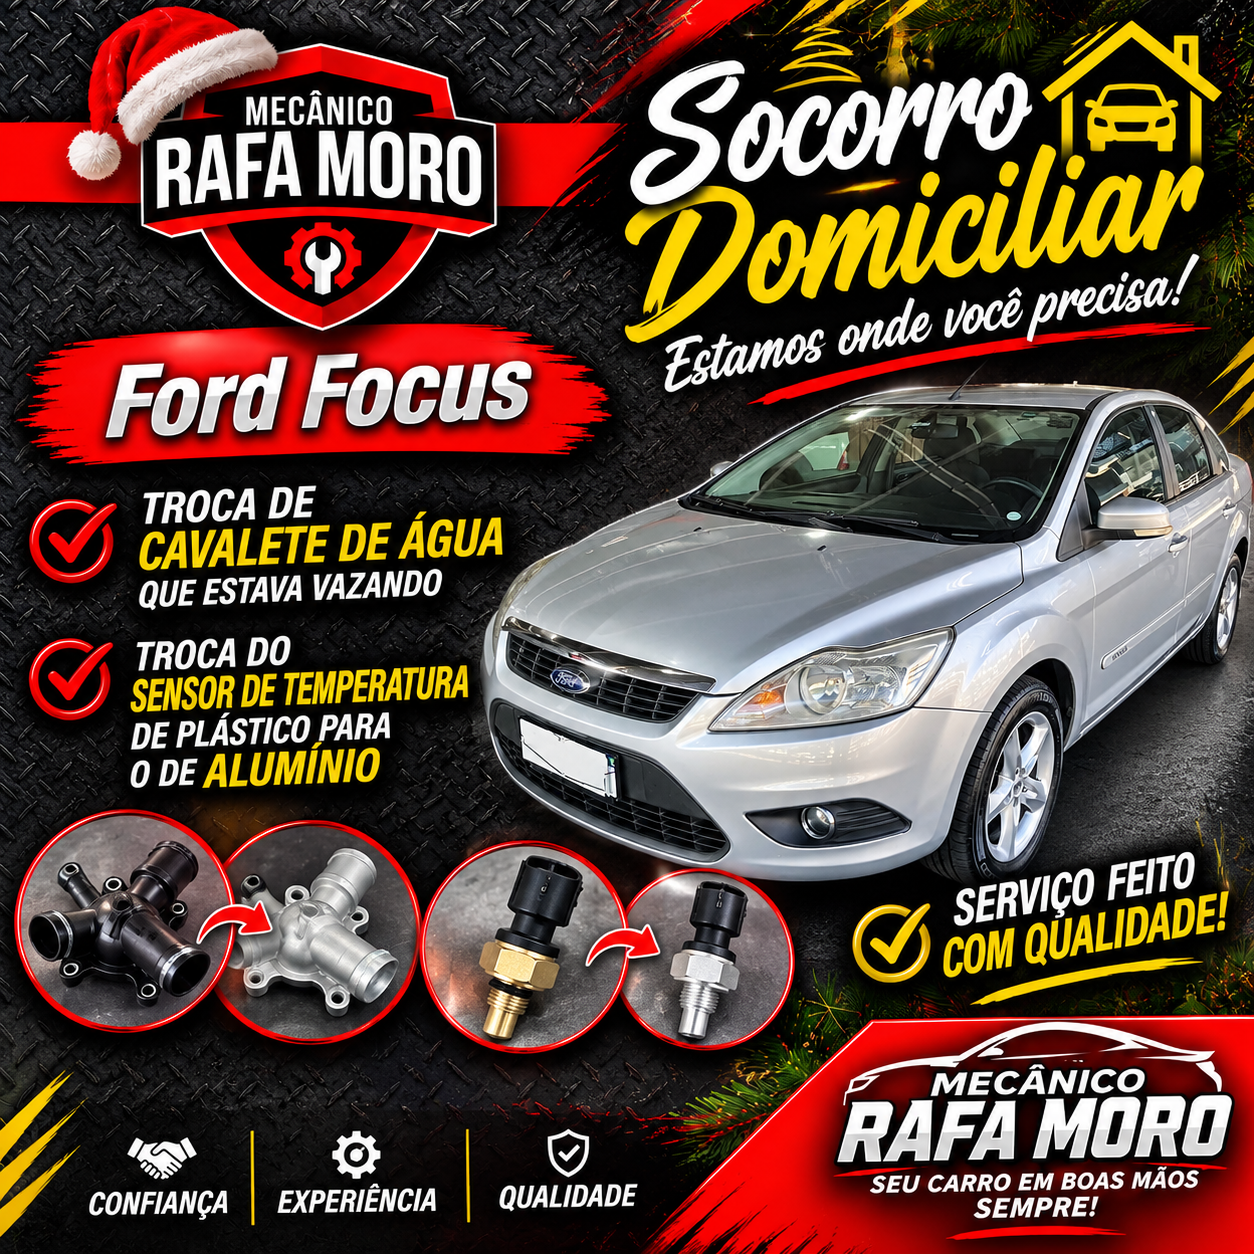 MECÂNICO
RAFA MORO
Socorro
Domiciliar
Estamos onde você precisa!
Ford Focus
TROCA DE
CAVALETE DE ÁGUA
QUE ESTAVA VAZANDO
TROCA DO
SENSOR DE TEMPERATURA
DE PLÁSTICO PARA
O DE ALUMÍNIO
Ford
SERVIÇO FEITO
COM QUALIDADE!
CONFIANÇA
EXPERIÊNCIA
QUALIDADE
MECÂNICO
RAFA MORO
SEU CARRO EM BOAS MÃOS
SEMPRE!